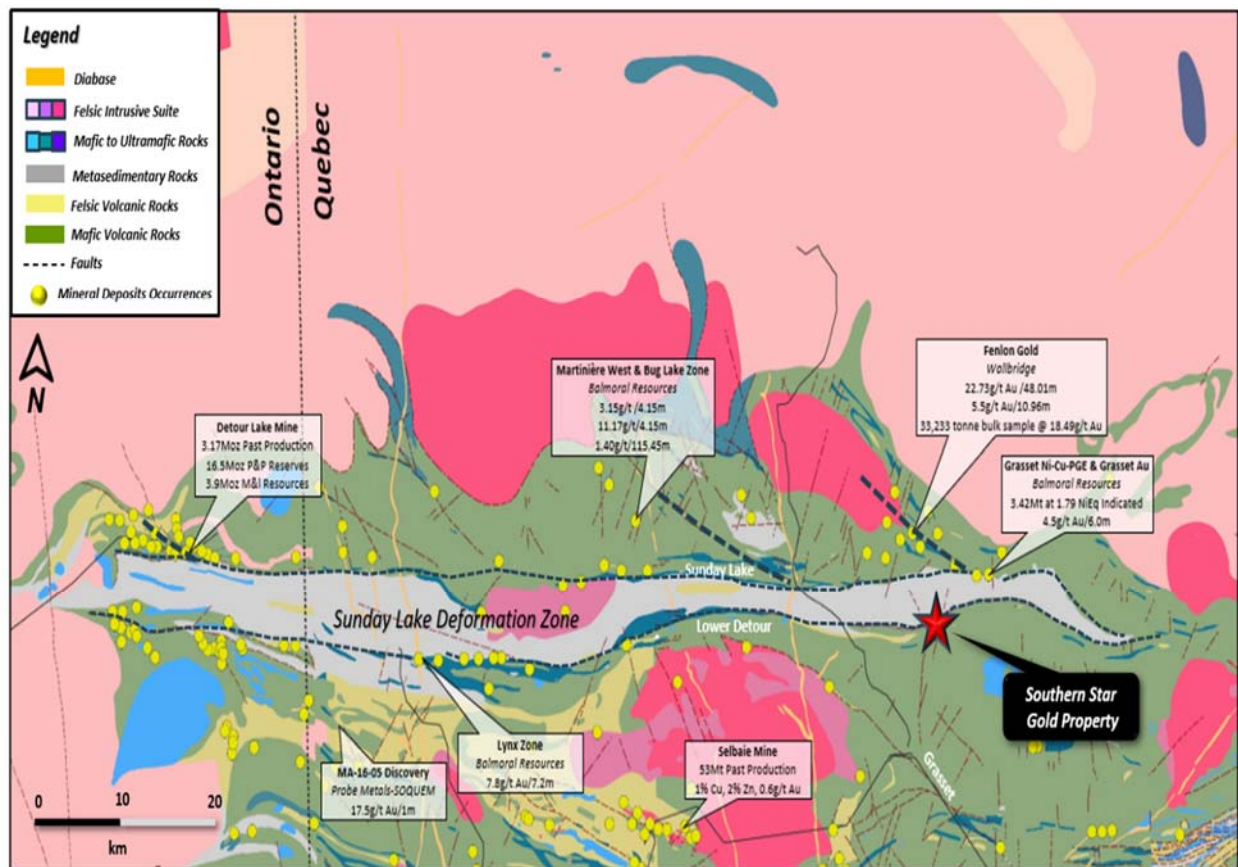 Legend
Diabase
Felsic Intrusive Suite
Mafic to Ultramafic Rocks
Metasedimentary Rocks
Felsic Volcanic Rocks
Mafic Volcanic Rocks
Faults
Mineral Deposits Occurrences
Ontario
Quebec
N
Martinière West & Bug Lake Zone
Balmoral Resources
3.15g/t /4.15m
11.17g/t/4.15m
1.40g/t/115.45m
Fenlon Gold
Wallbridge
22.73g/t Au /48.01m
5.5g/t Au/10.96m
33,233 tonne bulk sample @ 18.49g/t Au
Detour Lake Mine
3.17Moz Past Production
16.5Moz P&P Reserves
3.9Moz M&I Resources
Grasset Ni-Cu-PGE & Grasset Au
Balmoral Resources
3.42Mt at 1.79 NiEq Indicated
4.5g/t Au/6.0m
Sunday Lake
Sunday Lake Deformation Zone
Lower Detour
Southern Star
Gold Property
Lynx Zone
Balmoral Resources
7.8g/t Au/7.2m
Selbaie Mine
53Mt Past Production
1% Cu, 2% Zn, 0.6g/t Au
MA-16-05 Discovery
Probe Metals-SOQUEM
17.5g/t Au/1m
Grasset
0 10 20
km